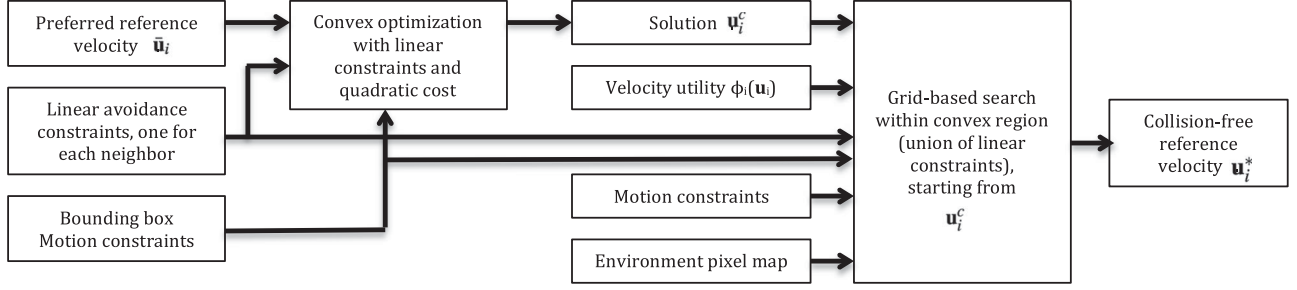 Preferred reference
velocity ūᵢ
Linear avoidance
constraints, one for
each neighbor
Bounding box
Motion constraints
Convex optimization
with linear
constraints and
quadratic cost
Solution uᵢᶜ
Velocity utility ϕᵢ(uᵢ)
Motion constraints
Environment pixel map
Grid-based search
within convex region
(union of linear
constraints),
starting from
uᵢᶜ
Collision-free
reference
velocity uᵢ*